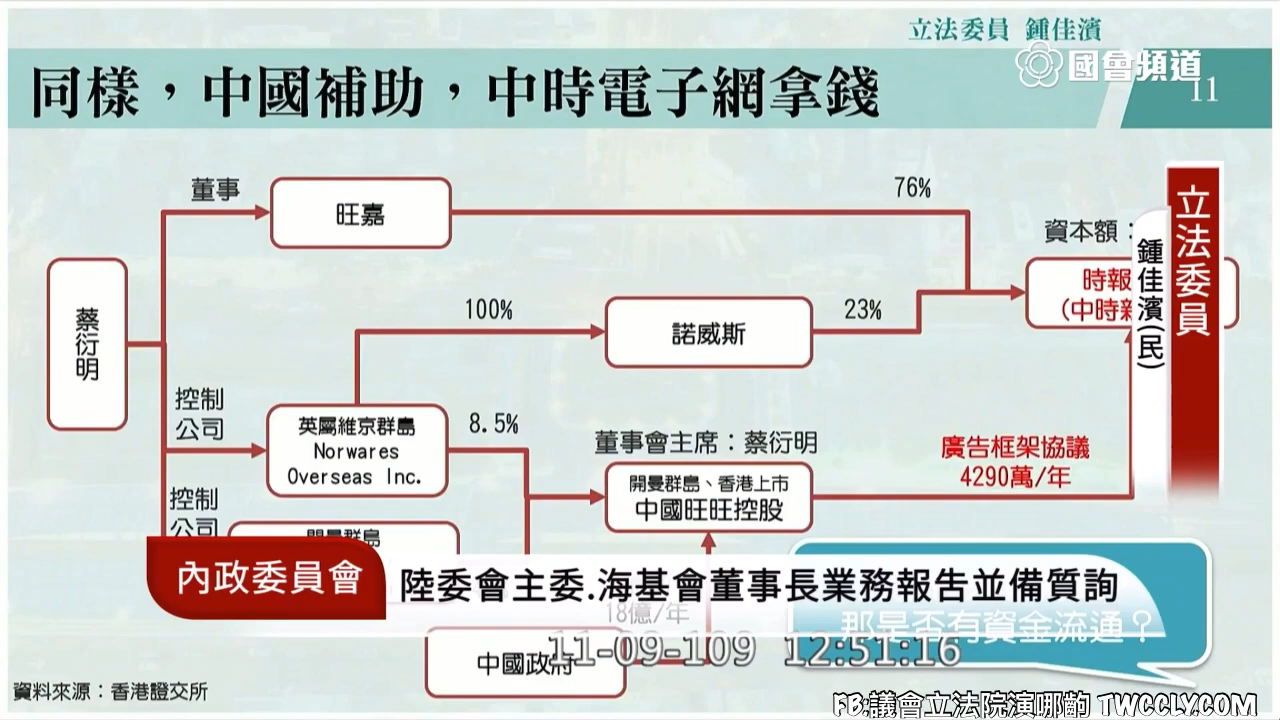 立法委員 鍾佳濱
國會頻道
11
同樣，中國補助，中時電子網拿錢
董事
旺嘉
76%
資本額：
時報
(中時新
立法委員
鍾佳濱(民)
蔡衍明
100%
諾威斯
23%
控制
公司
英屬維京群島
Norwares
Overseas Inc.
8.5%
董事會主席：蔡衍明
開曼群島、香港上市
中國旺旺控股
廣告框架協議
4290萬/年
控制
公司
開曼群島
內政委員會
陸委會主委.海基會董事長業務報告並備質詢
18億/年
那是否有資金流通？
中國政府
11-09-109 12:51:16
資料來源：香港證交所
FB:議會立法院演哪齣 TWCCLY.COM